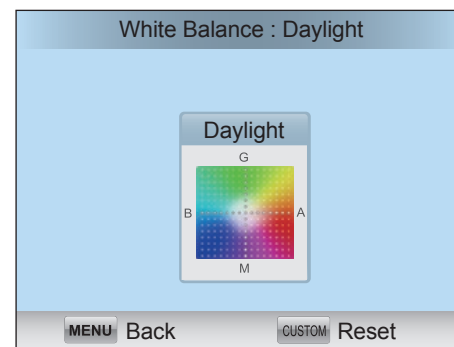 White Balance : Daylight
Daylight
G
B A
M
MENU Back CUSTOM Reset